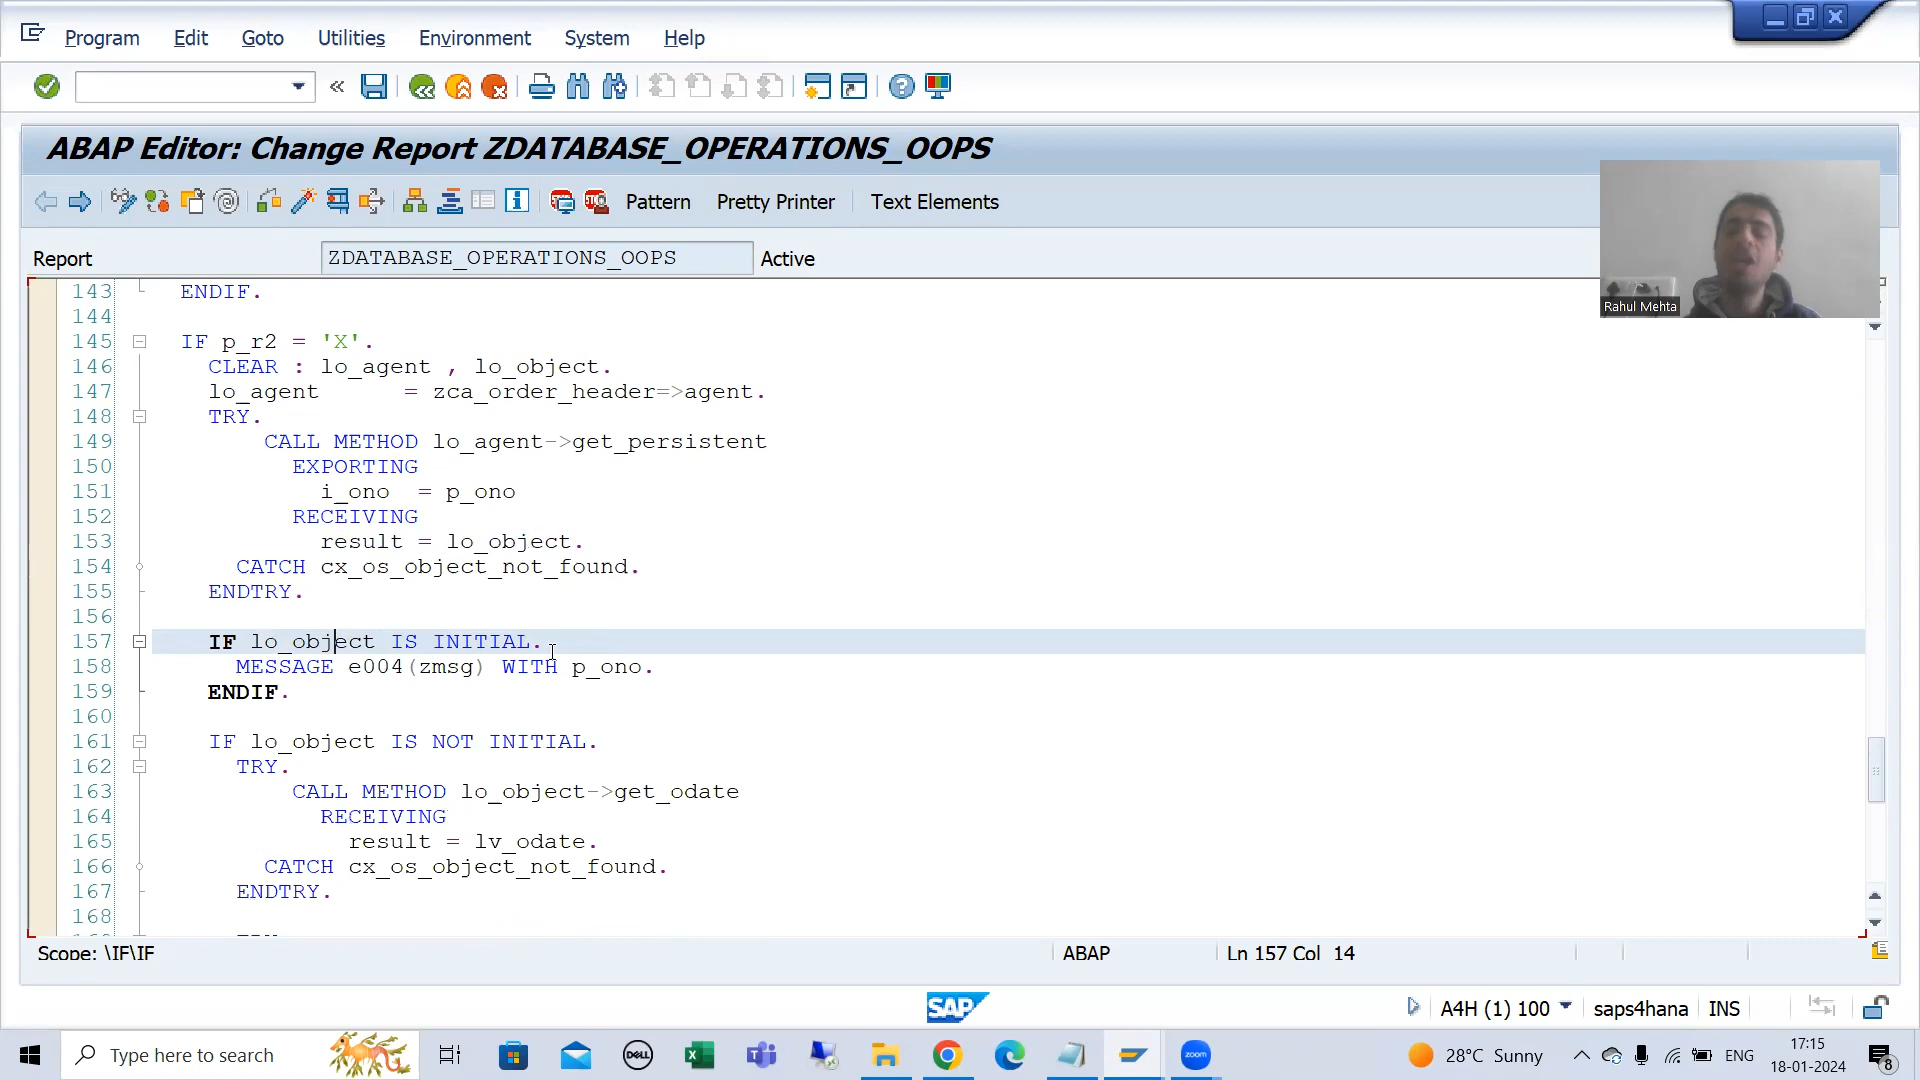 Program Edit Goto Utilities Environment System Help
ABAP Editor: Change Report ZDATABASE_OPERATIONS_OOPS
Pattern Pretty Printer Text Elements
Report ZDATABASE_OPERATIONS_OOPS Active
Rahul Mehta
143 ENDIF.
144
145 IF p_r2 = 'X'.
146 CLEAR : lo_agent , lo_object.
147 lo_agent = zca_order_header=>agent.
148 TRY.
149 CALL METHOD lo_agent->get_persistent
150 EXPORTING
151 i_ono = p_ono
152 RECEIVING
153 result = lo_object.
154 CATCH cx_os_object_not_found.
155 ENDTRY.
156
157 IF lo_object IS INITIAL.
158 MESSAGE e004(zmsg) WITH p_ono.
159 ENDIF.
160
161 IF lo_object IS NOT INITIAL.
162 TRY.
163 CALL METHOD lo_object->get_odate
164 RECEIVING
165 result = lv_odate.
166 CATCH cx_os_object_not_found.
167 ENDTRY.
168
Scope: \IF\IF ABAP Ln 157 Col 14
SAP A4H (1) 100 saps4hana INS
Type here to search DELL zoom 28°C Sunny ENG 17:15
18-01-2024 8